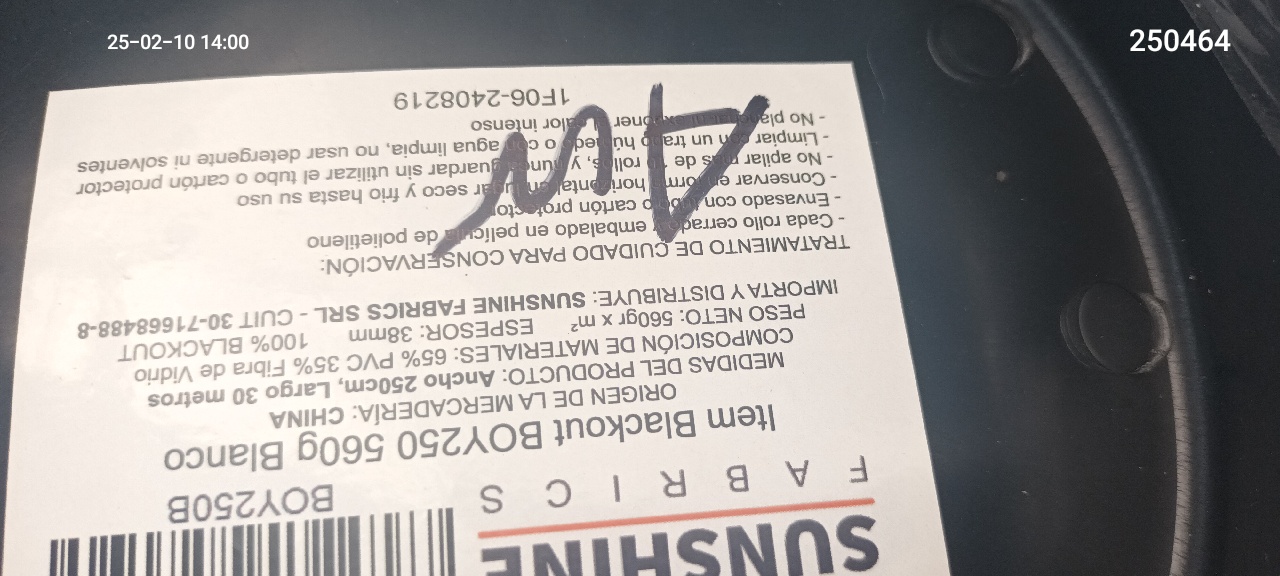 25-02-10 14:00
250464
SUNSHINE
FABRICS
BOY250B
Item Blackout BOY250 560g Blanco
ORIGEN DE LA MERCADERÍA: CHINA
MEDIDAS DEL PRODUCTO: Ancho 250cm, Largo 30 metros
COMPOSICIÓN DE MATERIALES: 65% PVC 35% Fibra de Vidrio
PESO NETO: 560gr x m² ESPESOR: 38mm 100% BLACKOUT
IMPORTA Y DISTRIBUYE: SUNSHINE FABRICS SRL - CUIT 30-71668488-8
TRATAMIENTO DE CUIDADO PARA CONSERVACIÓN:
- Cada rollo cerrado y embalado en película de polietileno
- Envasado con tubo o cartón protector
- Conservar en forma horizontal en lugar seco y frio hasta su uso
- No apilar mas de 10 rollos, y nunca guardar sin utilizar el tubo o cartón protector
- Limpiar con un trapo húmedo o con agua limpia, no usar detergente ni solventes
- No planchar ni exponer al calor intenso
1F06-2408219